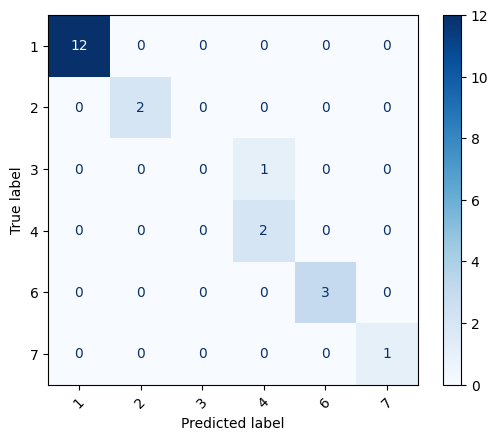 12
1 12 0 0 0 0 0
10
2 0 2 0 0 0 0
8
3 0 0 0 1 0 0
6
True label
4 0 0 0 2 0 0
4
6 0 0 0 0 3 0
2
7 0 0 0 0 0 1
0
1 2 3 4 6 7
Predicted label